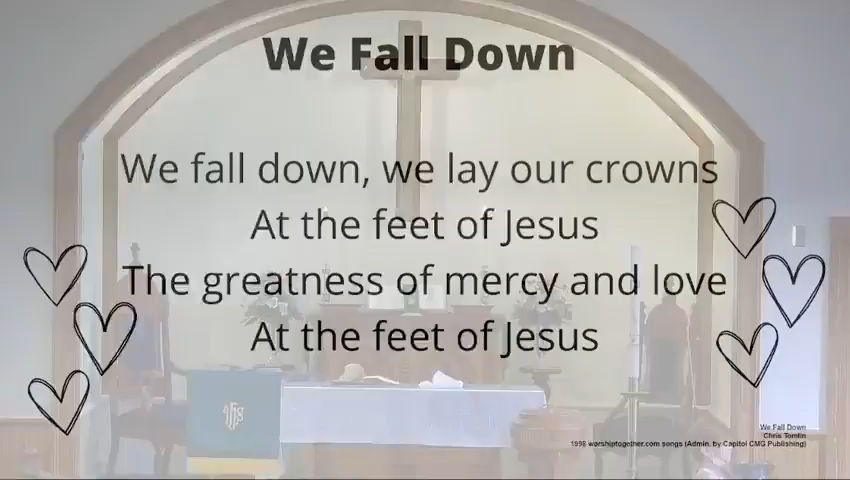 We Fall Down
We fall down, we lay our crowns
At the feet of Jesus
The greatness of mercy and love
At the feet of Jesus
We Fall Down
Chris Tomlin
1998 worshiptogether.com songs (Admin. by Capitol CMG Publishing)